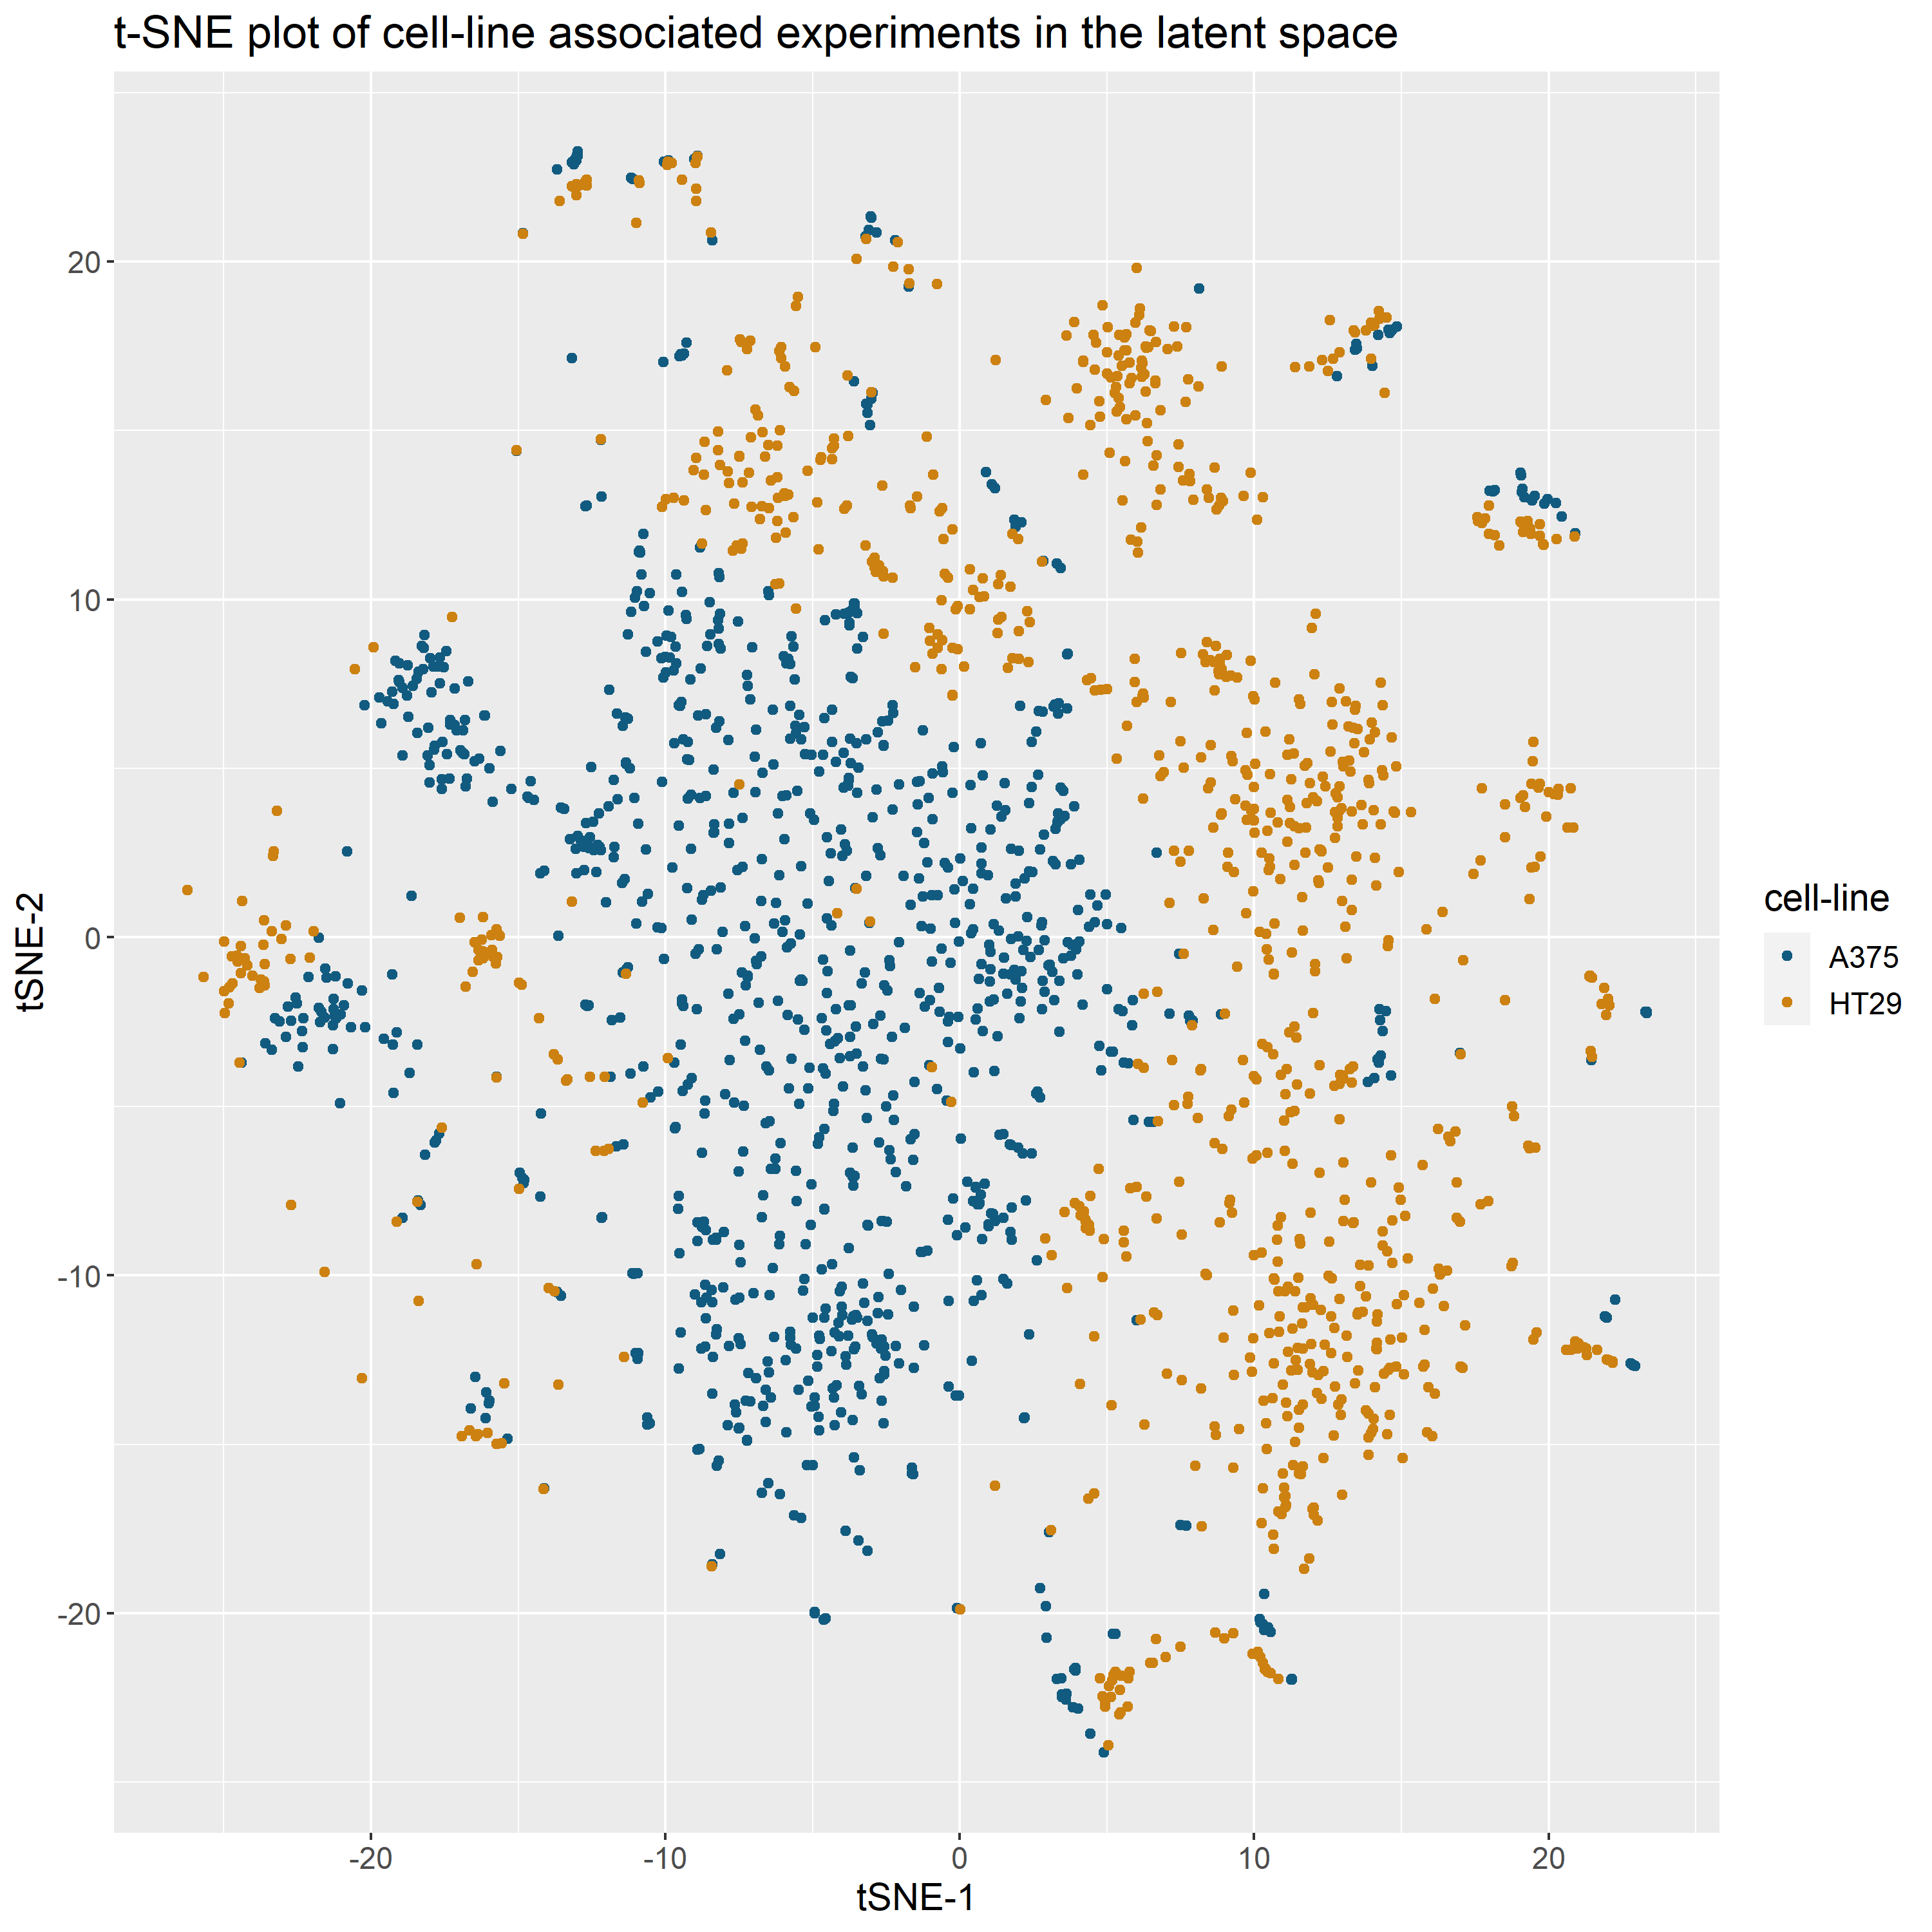 t-SNE plot of cell-line associated experiments in the latent space
tSNE-2
20
10
0
-10
-20
-20
-10
0
10
20
tSNE-1
cell-line
A375
HT29